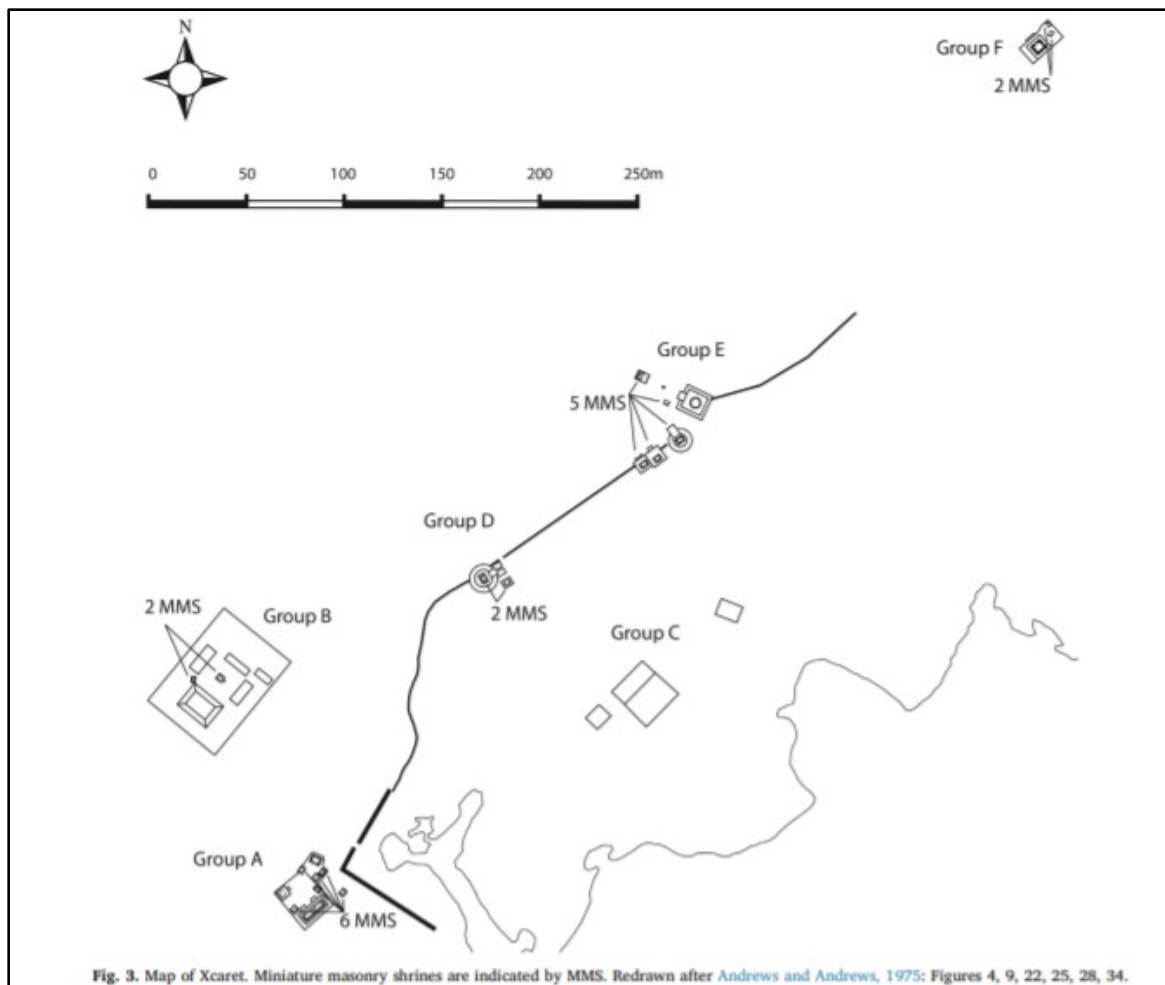 N
Group F
2 MMS
0 50 100 150 200 250m
Group E
5 MMS
Group D
2 MMS
2 MMS
Group B
Group C
Group A
6 MMS
Fig. 3. Map of Xcaret. Miniature masonry shrines are indicated by MMS. Redrawn after Andrews and Andrews, 1975: Figures 4, 9, 22, 25, 28, 34.